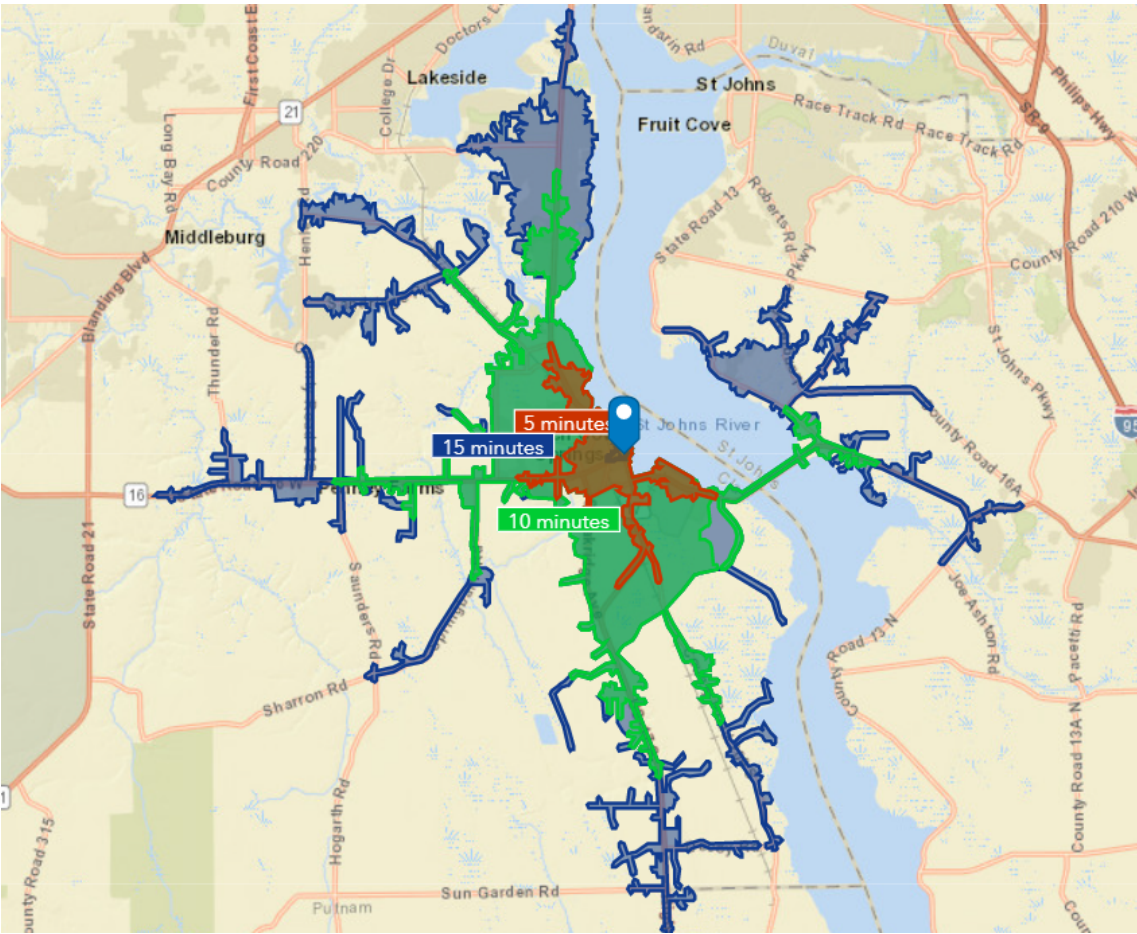 Doctors L
Lakeside
College Dr
First Coast E
21
Long Bay Rd
County Road 220
Middleburg
Blanding Blvd
Thunder Rd
Duval
St Johns
Fruit Cove
Race Track Rd
Race Track Rd
Philips Hwy
SR-9
State Road 13
Roberts Rd
Pkwy
County Road 210 W
St Johns Pkwy
95
5 minutes
15 minutes
St Johns River
St Johns
10 minutes
16
County Road 16A
State Road 21
Saunders Rd
Sharron Rd
Joe Ashton Rd
County Road 13 N
Pacetti Rd
County Road 13A N
Hogarth Rd
Sun Garden Rd
Putnam
ounty Road 315